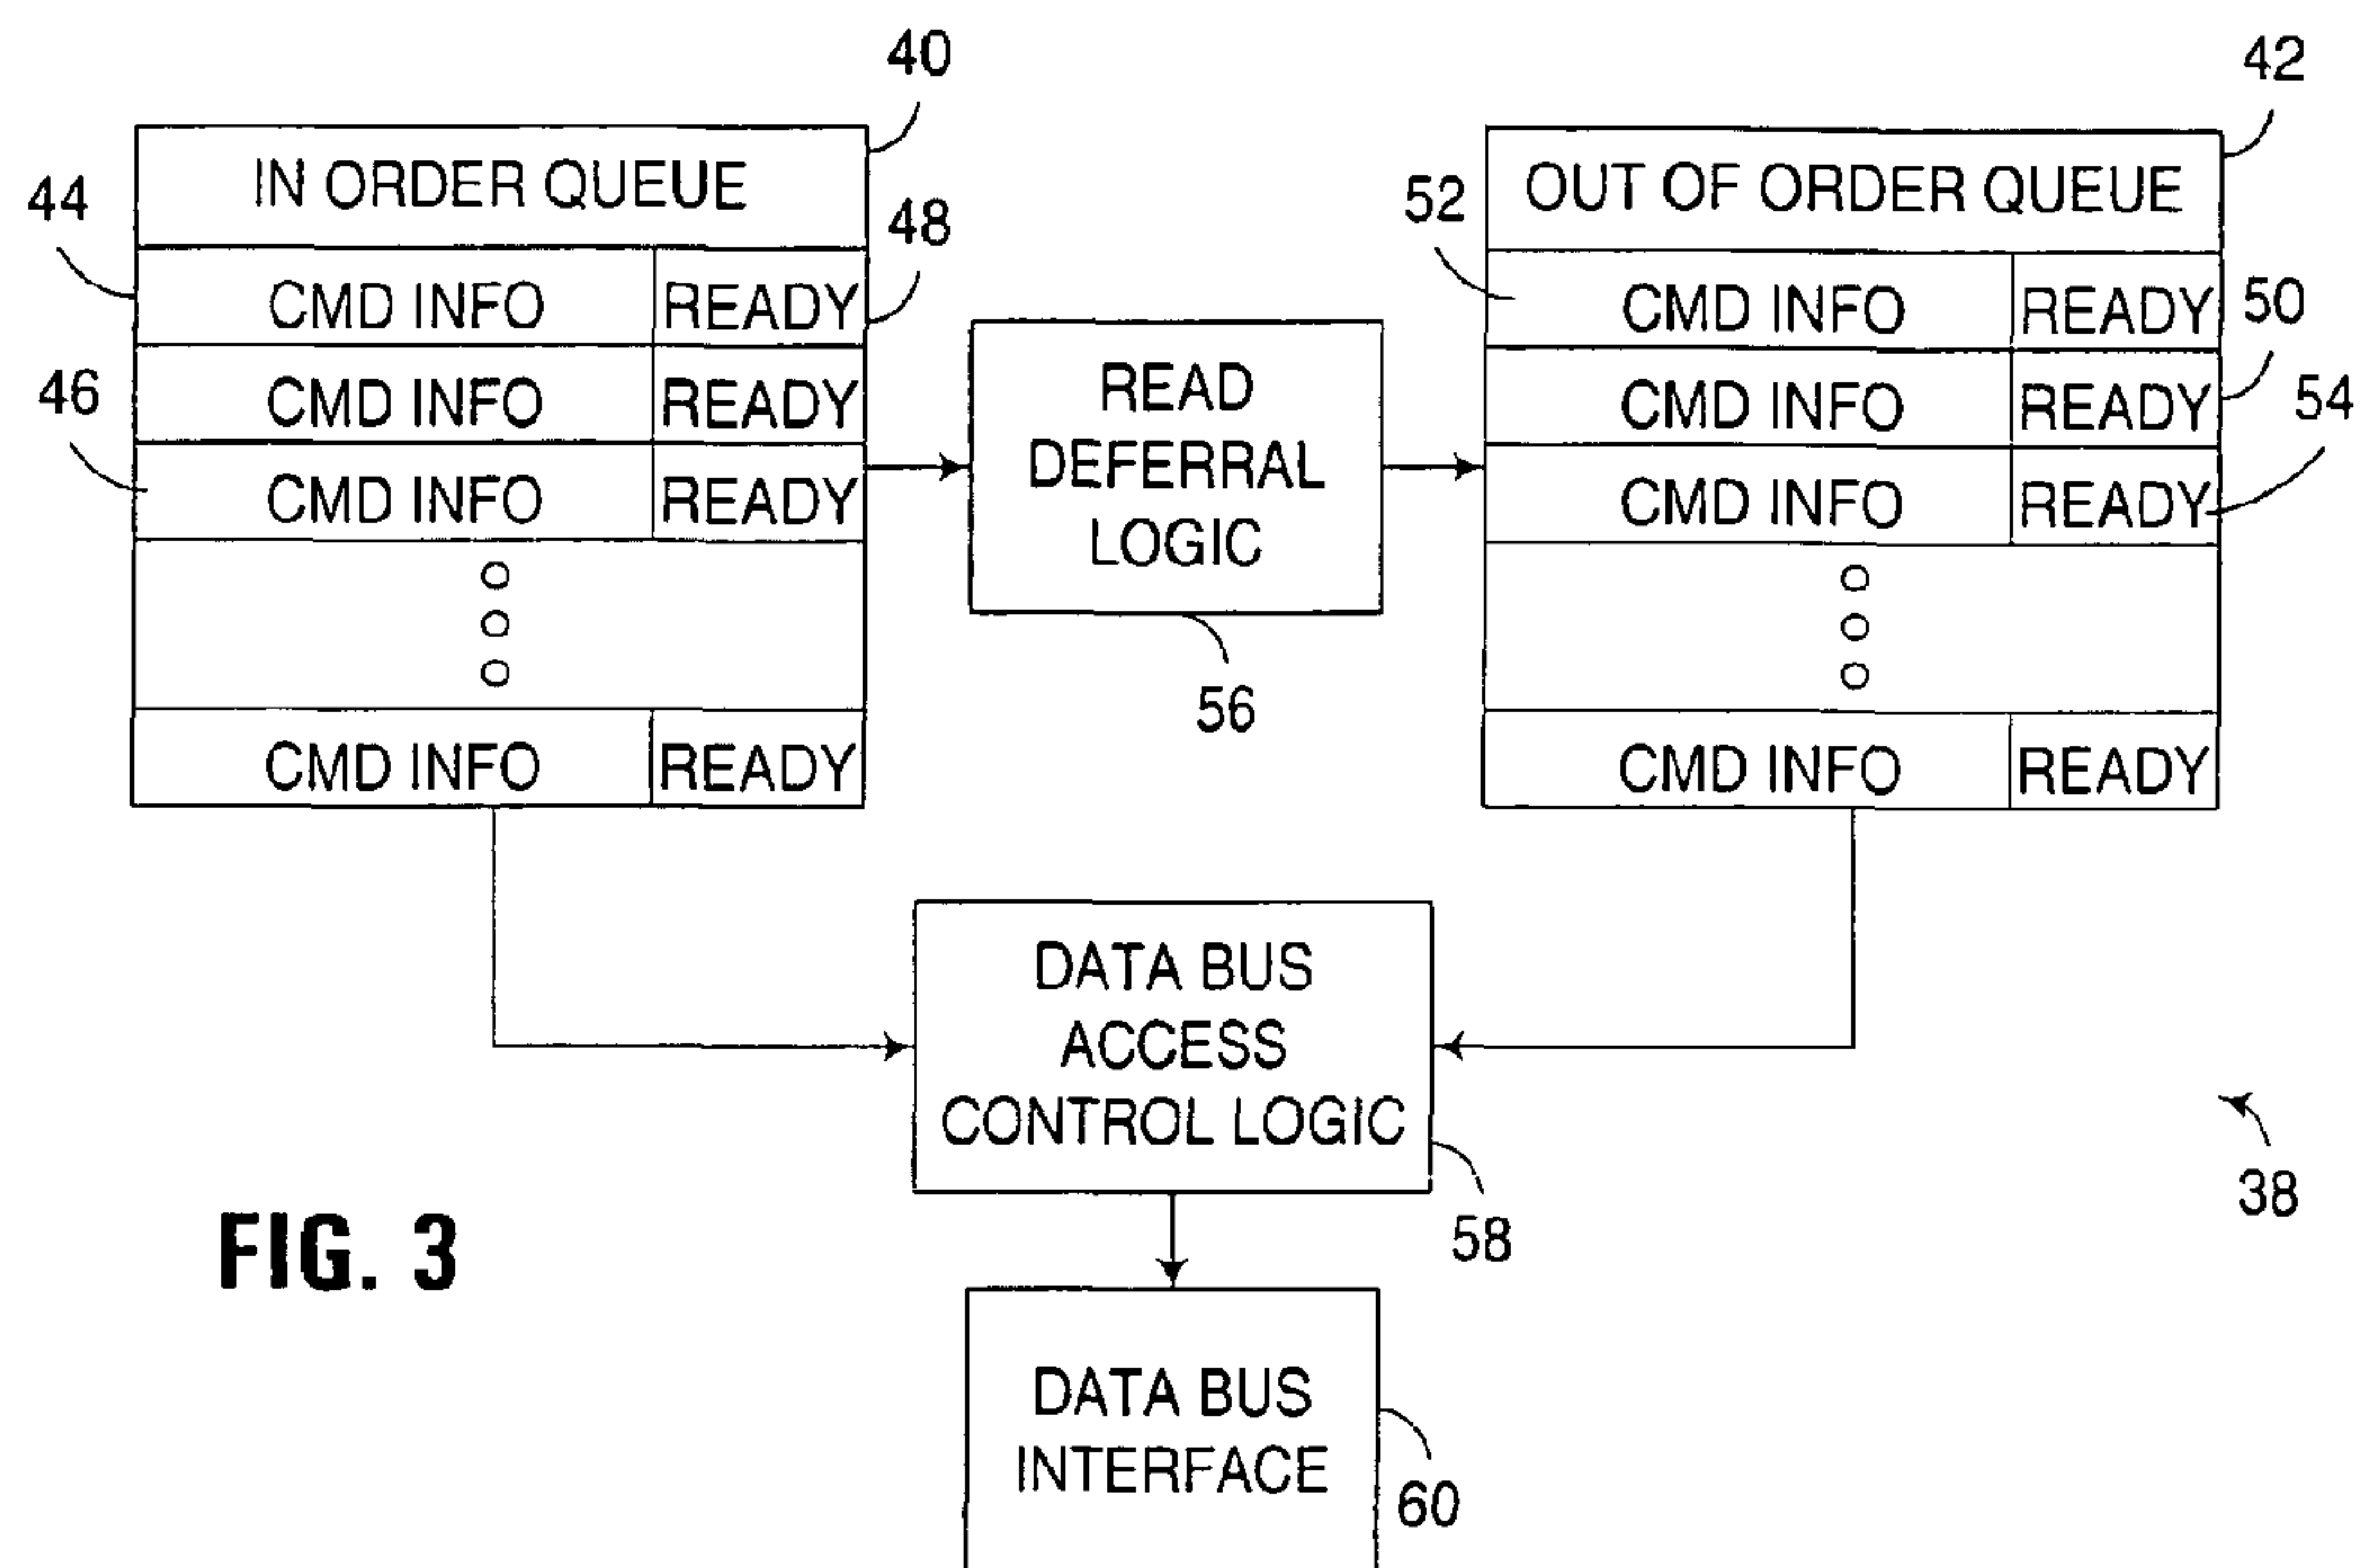 40
42
IN ORDER QUEUE
OUT OF ORDER QUEUE
44
48
52
CMD INFO READY
CMD INFO READY
50
46
CMD INFO READY
READ
DEFERRAL
LOGIC
CMD INFO READY
54
CMD INFO READY
CMD INFO READY
56
CMD INFO READY
CMD INFO READY
DATA BUS
ACCESS
CONTROL LOGIC
58
38
FIG. 3
DATA BUS
INTERFACE
60